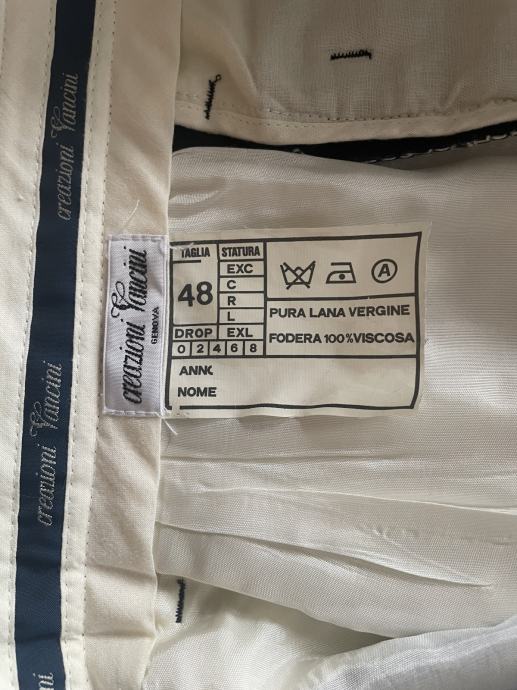 creazioni Vancini
creazioni Vancini
creazioni Vancini
GENOVA
TAGLIA
48
STATURA
EXC
C
R
L
DROP EXL
0 2 4 6 8
A
PURA LANA VERGINE
FODERA 100% VISCOSA
NOME